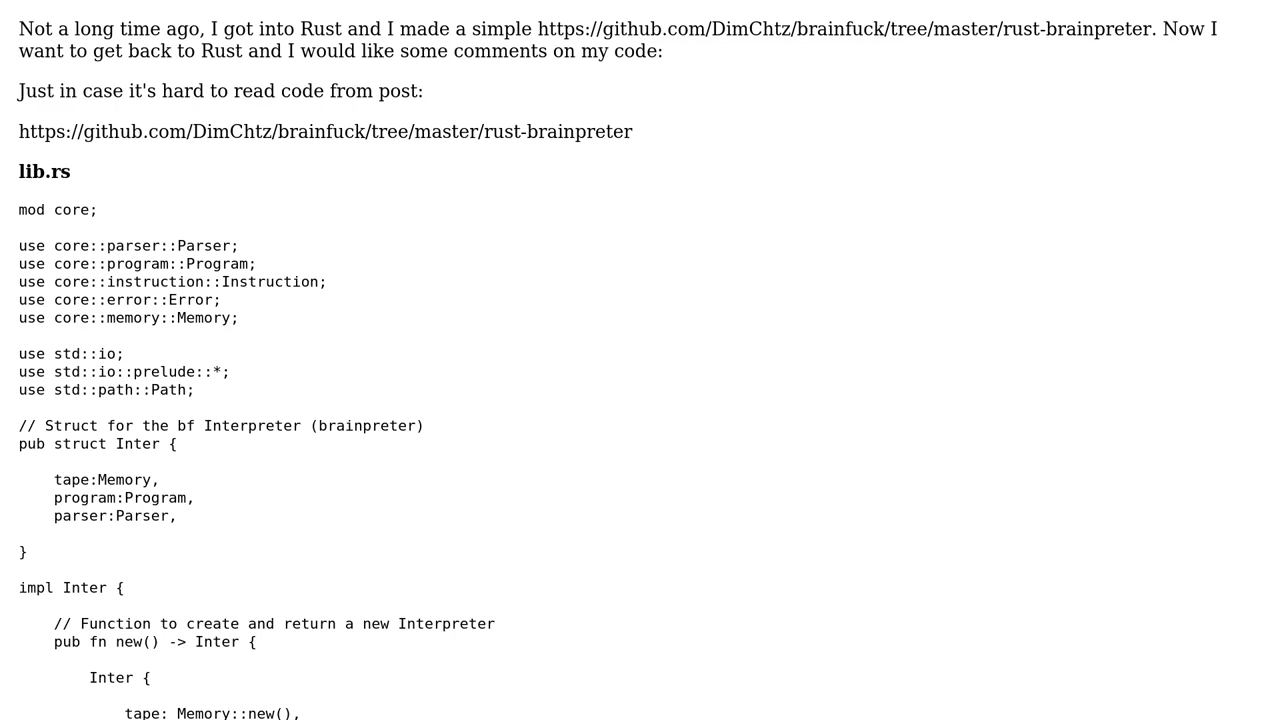 Not a long time ago, I got into Rust and I made a simple https://github.com/DimChtz/brainfuck/tree/master/rust-brainpreter. Now I
want to get back to Rust and I would like some comments on my code:
Just in case it's hard to read code from post:
https://github.com/DimChtz/brainfuck/tree/master/rust-brainpreter
lib.rs
mod core;
use core::parser::Parser;
use core::program::Program;
use core::instruction::Instruction;
use core::error::Error;
use core::memory::Memory;
use std::io;
use std::io::prelude::*;
use std::path::Path;
// Struct for the bf Interpreter (brainpreter)
pub struct Inter {
    tape:Memory,
    program:Program,
    parser:Parser,
}
impl Inter {
    // Function to create and return a new Interpreter
    pub fn new() -> Inter {
        Inter {
            tape: Memory::new(),